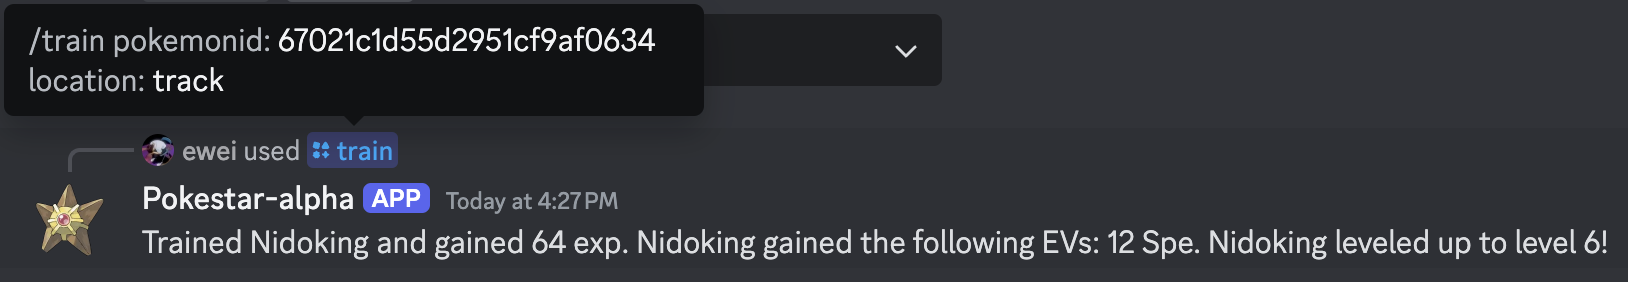 /train pokemonid: 67021c1d55d2951cf9af0634
location: track
ewei used train
Pokestar-alpha APP Today at 4:27 PM
Trained Nidoking and gained 64 exp. Nidoking gained the following EVs: 12 Spe. Nidoking leveled up to level 6!